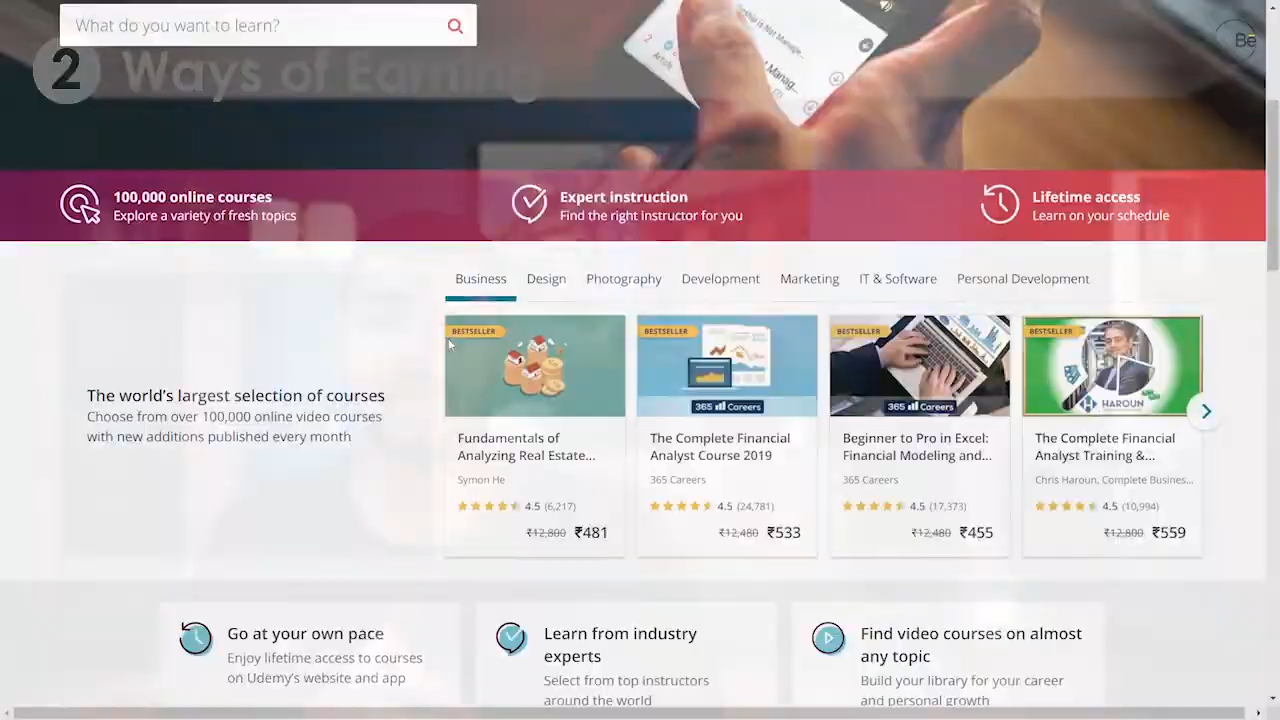 What do you want to learn?
2 Ways of Earning
Bē
100,000 online courses
Explore a variety of fresh topics
Expert instruction
Find the right instructor for you
Lifetime access
Learn on your schedule
Business Design Photography Development Marketing IT & Software Personal Development
The world's largest selection of courses
Choose from over 100,000 online video courses
with new additions published every month
BESTSELLER
Fundamentals of
Analyzing Real Estate...
Symon He
4.5 (6,217)
₹12,800 ₹481
BESTSELLER
365 Careers
The Complete Financial
Analyst Course 2019
365 Careers
4.5 (24,781)
₹12,480 ₹533
BESTSELLER
365 Careers
Beginner to Pro in Excel:
Financial Modeling and...
365 Careers
4.5 (17,373)
₹12,480 ₹455
BESTSELLER
HAROUN
The Complete Financial
Analyst Training &...
Chris Haroun, Complete Busines...
4.5 (10,994)
₹12,800 ₹559
Go at your own pace
Enjoy lifetime access to courses
on Udemy's website and app
Learn from industry
experts
Select from top instructors
around the world
Find video courses on almost
any topic
Build your library for your career
and personal growth